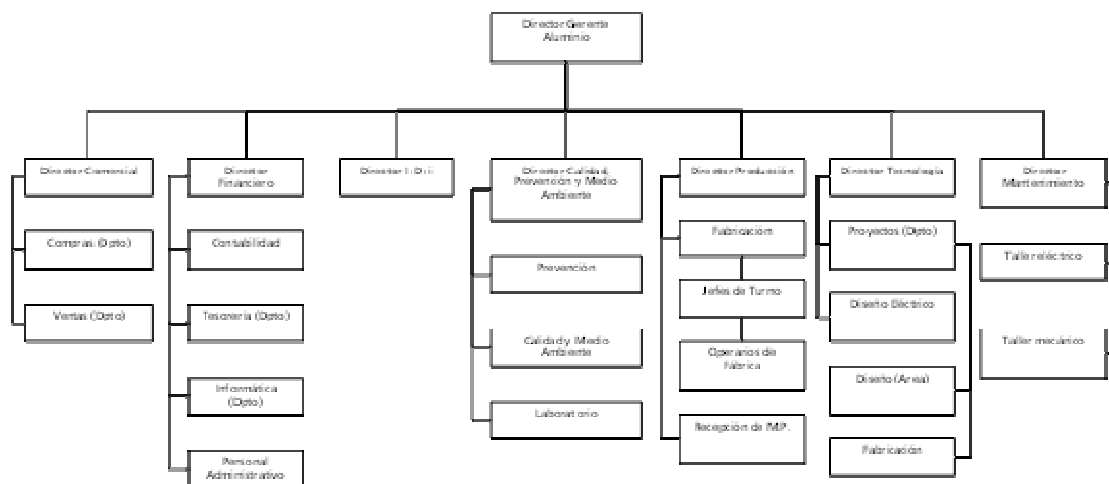 Director Gerente
Aluminio
Director Comercial
Compras (Dpto)
Ventas (Dpto)
Director
Financiero
Contabilidad
Tesorería (Dpto)
Informática
(Dpto)
Personal
Administrativo
Director
Director Calidad,
Prevención y Medio
Ambiente
Prevención
Calidad y Medio
Ambiente
Laboratorio
Director Producción
Fabricación
Jefes de Turno
Operarios de
Fábrica
Recepción de M.P.
Director Tecnología
Proyectos (Dpto)
Diseño Eléctrico
Diseño (Area)
Fabricación
Director
Mantenimiento
Taller eléctrico
Taller mecánico